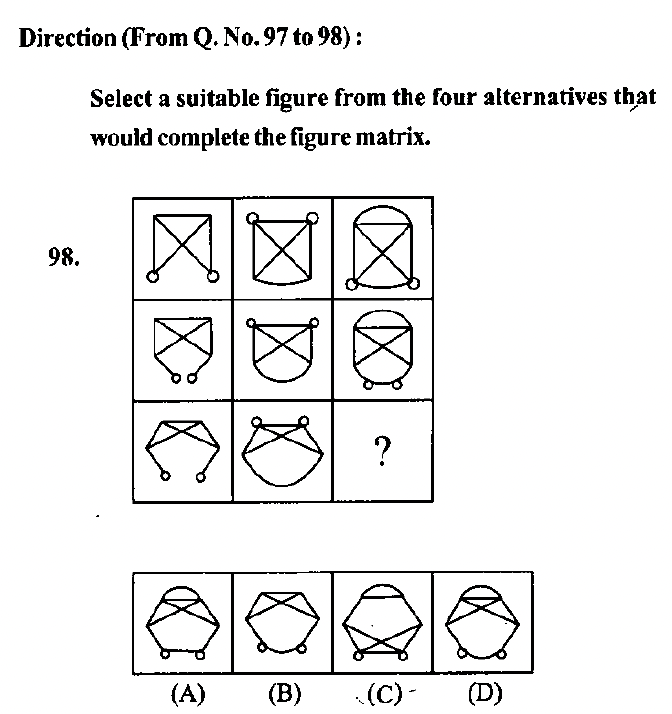 Direction (From Q. No. 97 to 98) :
Select a suitable figure from the four alternatives that
would complete the figure matrix.
98.
?
(A) (B) (C) (D)